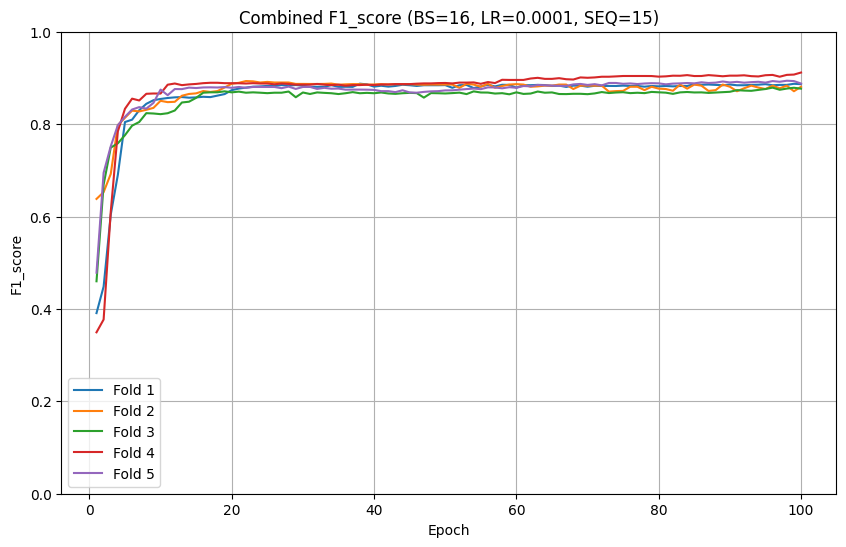 Combined F1_score (BS=16, LR=0.0001, SEQ=15)
1.0
0.8
0.6
0.4
0.2
0.0
F1_score
Fold 1
Fold 2
Fold 3
Fold 4
Fold 5
0 20 40 60 80 100
Epoch